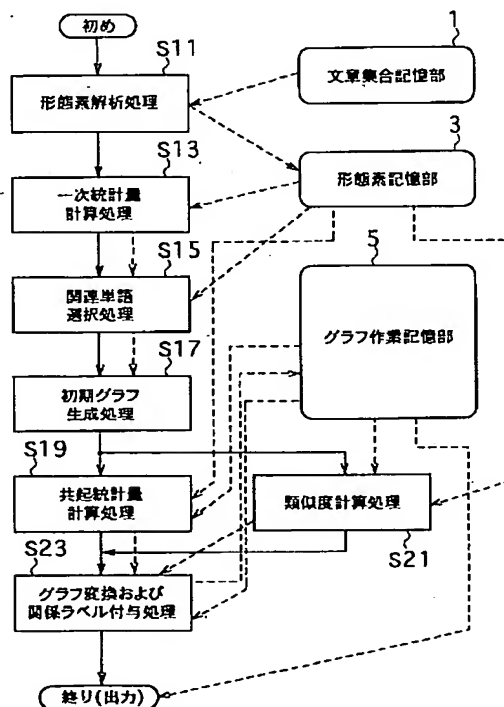 初め
S11
形態素解析処理
1
文章集合記憶部
S13
一次統計量
計算処理
3
形態素記憶部
S15
関連単語
選択処理
5
グラフ作業記憶部
S17
初期グラフ
生成処理
S19
共起統計量
計算処理
類似度計算処理
S21
S23
グラフ変換および
関係ラベル付与処理
終り(出力)